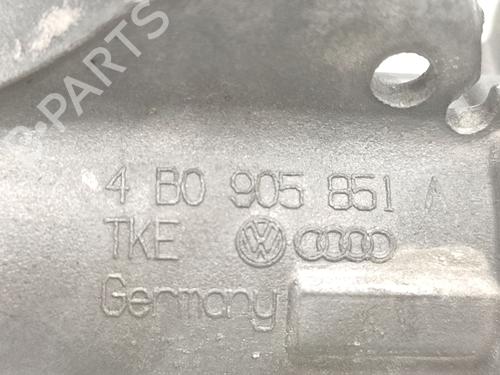 4 B0 905 851 A
TKE
Germany
B-PARTS